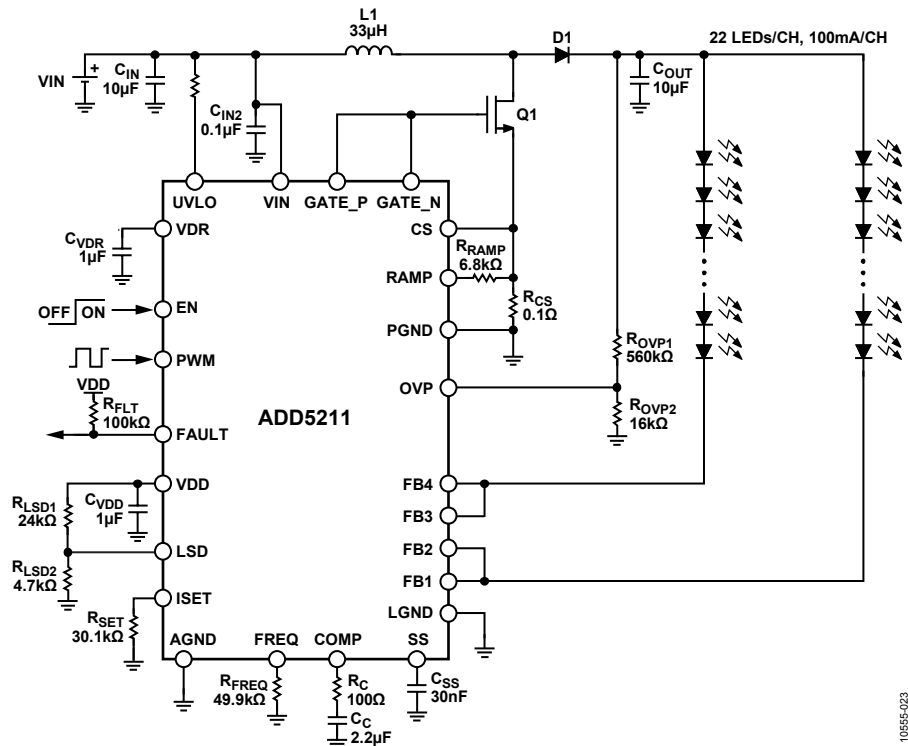 L1
33µH
D1
22 LEDs/CH, 100mA/CH
VIN
+
CIN
10µF
CIN2
0.1µF
COUT
10µF
Q1
UVLO
VIN
GATE_P
GATE_N
CVDR
1µF
VDR
CS
RRAMP
6.8kΩ
RAMP
RCS
0.1Ω
OFF
ON
EN
PGND
PWM
ROVP1
560kΩ
VDD
RFLT
100kΩ
OVP
ROVP2
16kΩ
ADD5211
FAULT
VDD
FB4
RLSD1
24kΩ
CVDD
1µF
FB3
LSD
FB2
RLSD2
4.7kΩ
FB1
ISET
LGND
RSET
30.1kΩ
AGND
FREQ
COMP
SS
RFREQ
49.9kΩ
RC
100Ω
CSS
30nF
CC
2.2µF
10555-023